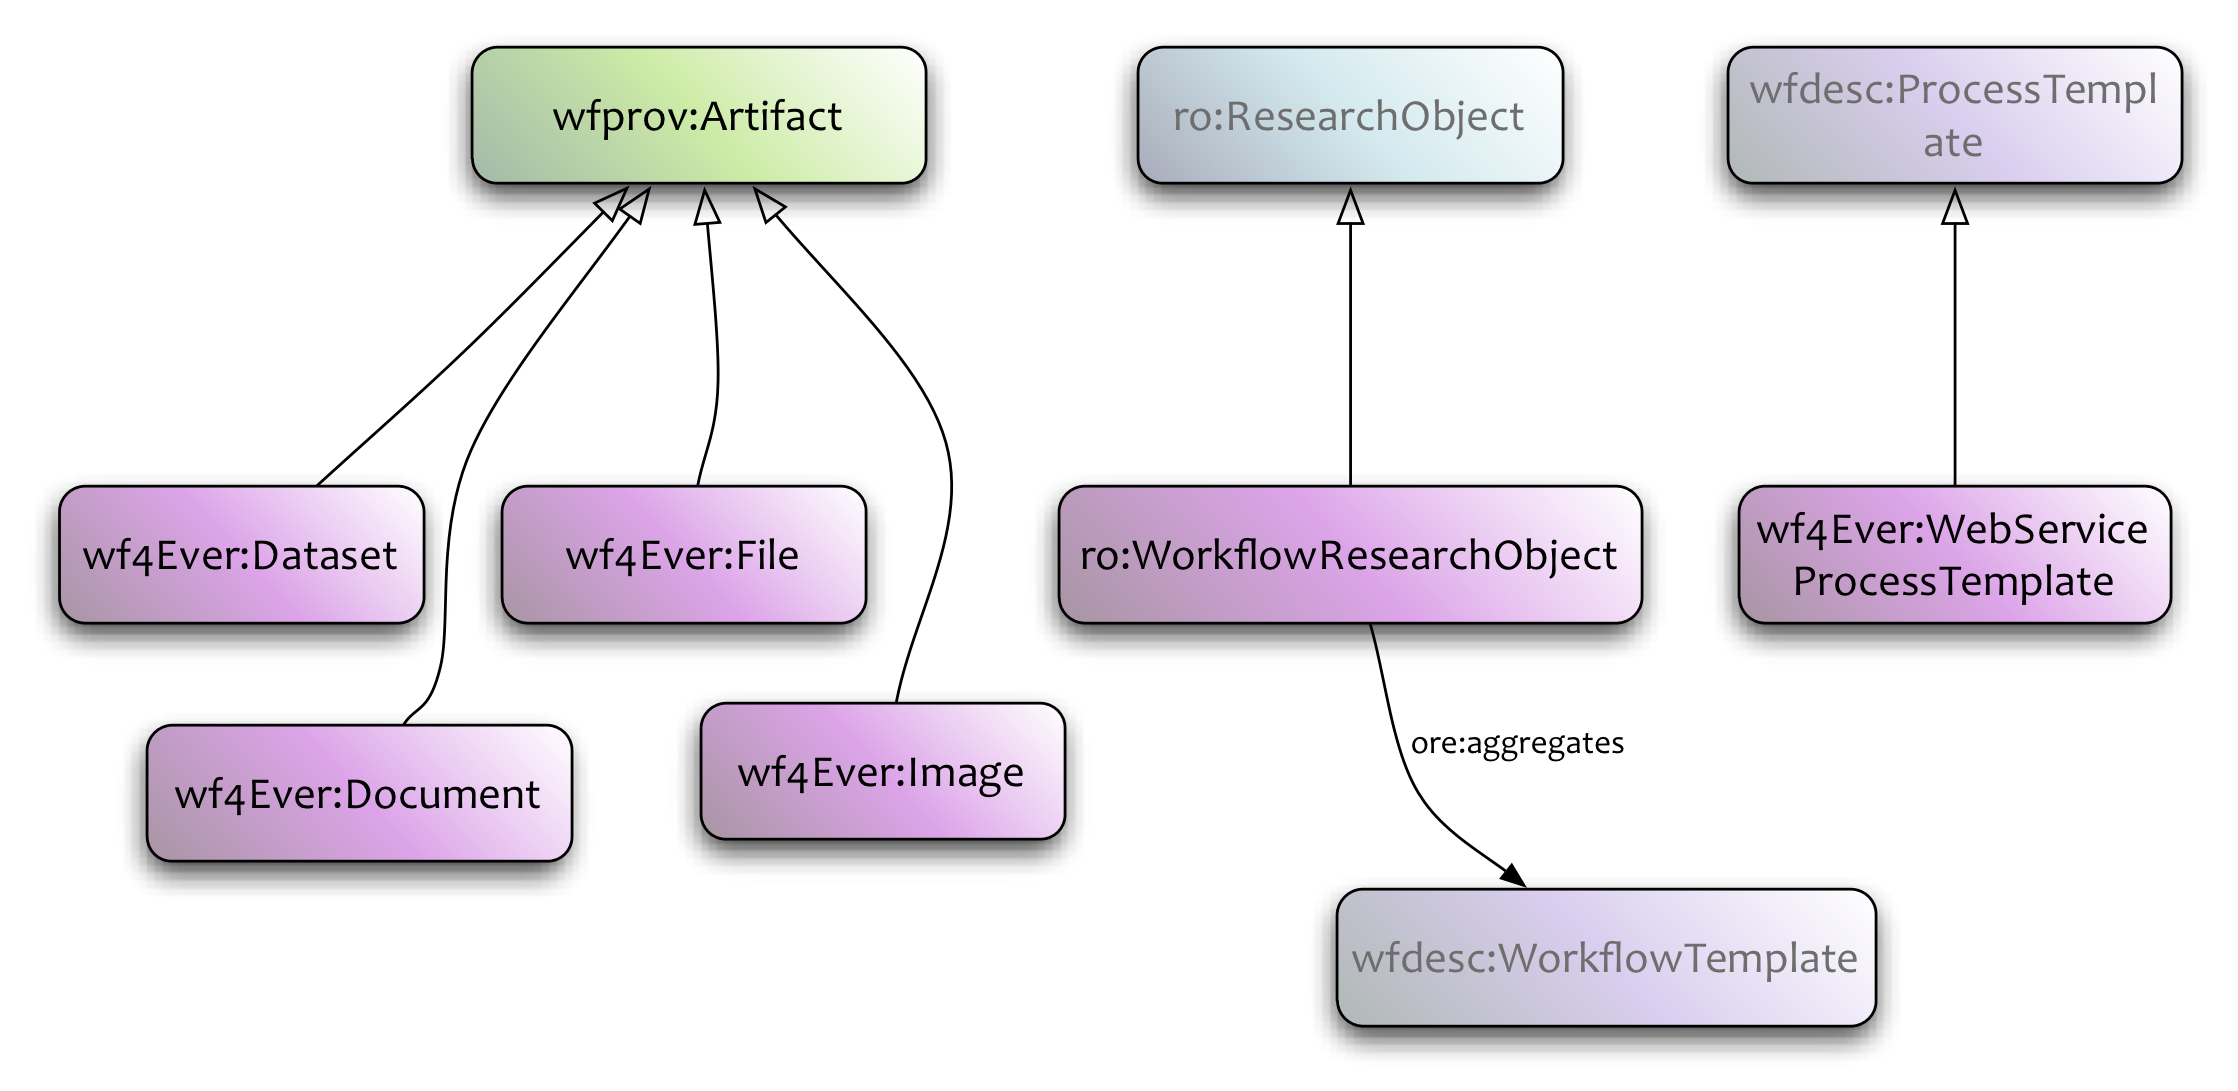 wfprov:Artifact
ro:ResearchObject
wfdesc:ProcessTempl
ate
wf4Ever:Dataset
wf4Ever:File
ro:WorkflowResearchObject
wf4Ever:WebService
ProcessTemplate
wf4Ever:Document
wf4Ever:Image
ore:aggregates
wfdesc:WorkflowTemplate